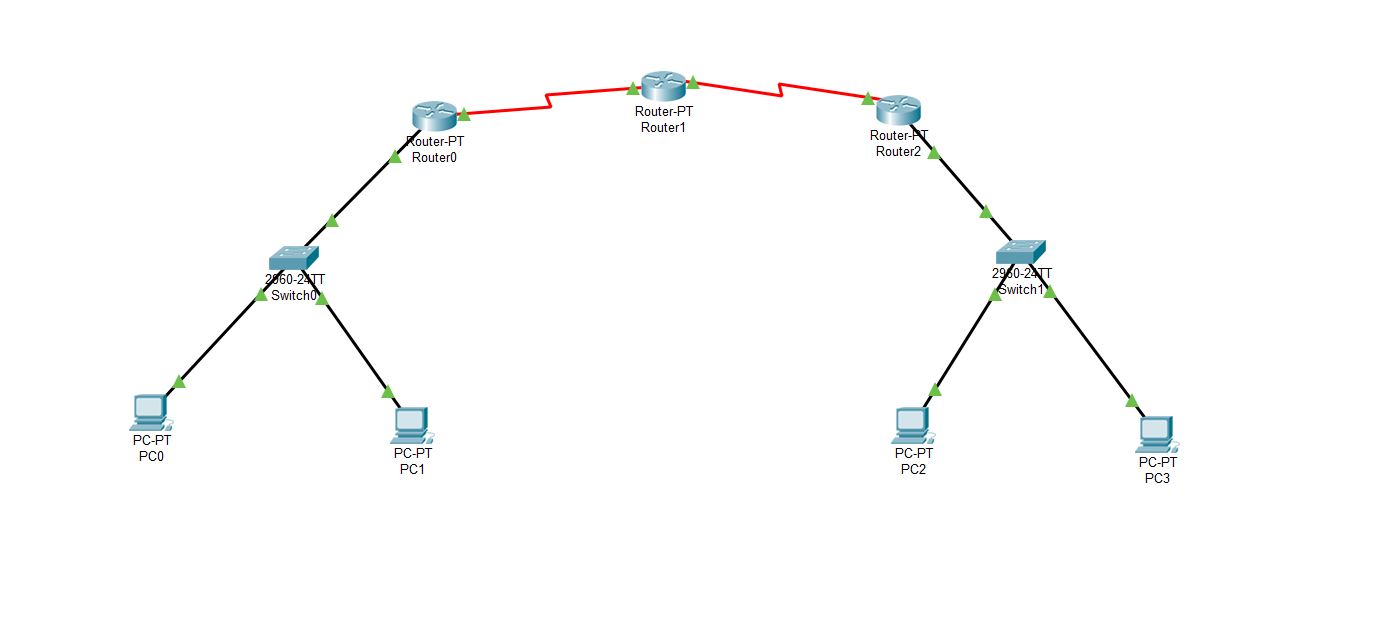 Router-PT
Router0
Router-PT
Router1
Router-PT
Router2
2960-24TT
Switch0
2960-24TT
Switch1
PC-PT
PC0
PC-PT
PC1
PC-PT
PC2
PC-PT
PC3